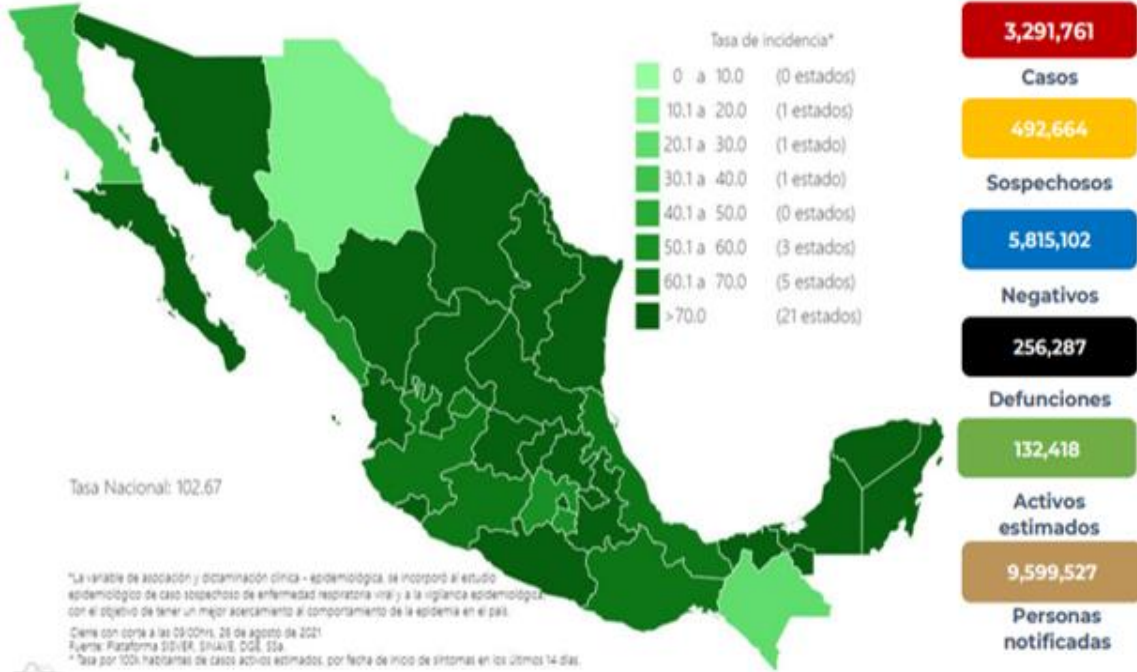 Tasa de incidencia*
0 a 10.0 (0 estados)
10.1 a 20.0 (1 estados)
20.1 a 30.0 (1 estado)
30.1 a 40.0 (1 estado)
40.1 a 50.0 (0 estados)
50.1 a 60.0 (3 estados)
60.1 a 70.0 (5 estados)
>70.0 (21 estados)
Tasa Nacional: 102.67
*La variable de asociación y dictaminación clínica - epidemiológica, se incorporó al estudio
epidemiológico de caso sospechoso de enfermedad respiratoria viral y a la vigilancia epidemiológica,
con el objetivo de tener un mejor acercamiento al comportamiento de la epidemia en el país.
Cierre con corte a las 09:00hrs, 28 de agosto de 2021
Fuente: Plataforma SISVER, SINAVE, DGE, SSa.
* Tasa por 100k habitantes de casos activos estimados, por fecha de inicio de síntomas en los últimos 14 días.
3,291,761
Casos
492,664
Sospechosos
5,815,102
Negativos
256,287
Defunciones
132,418
Activos
estimados
9,599,527
Personas
notificadas